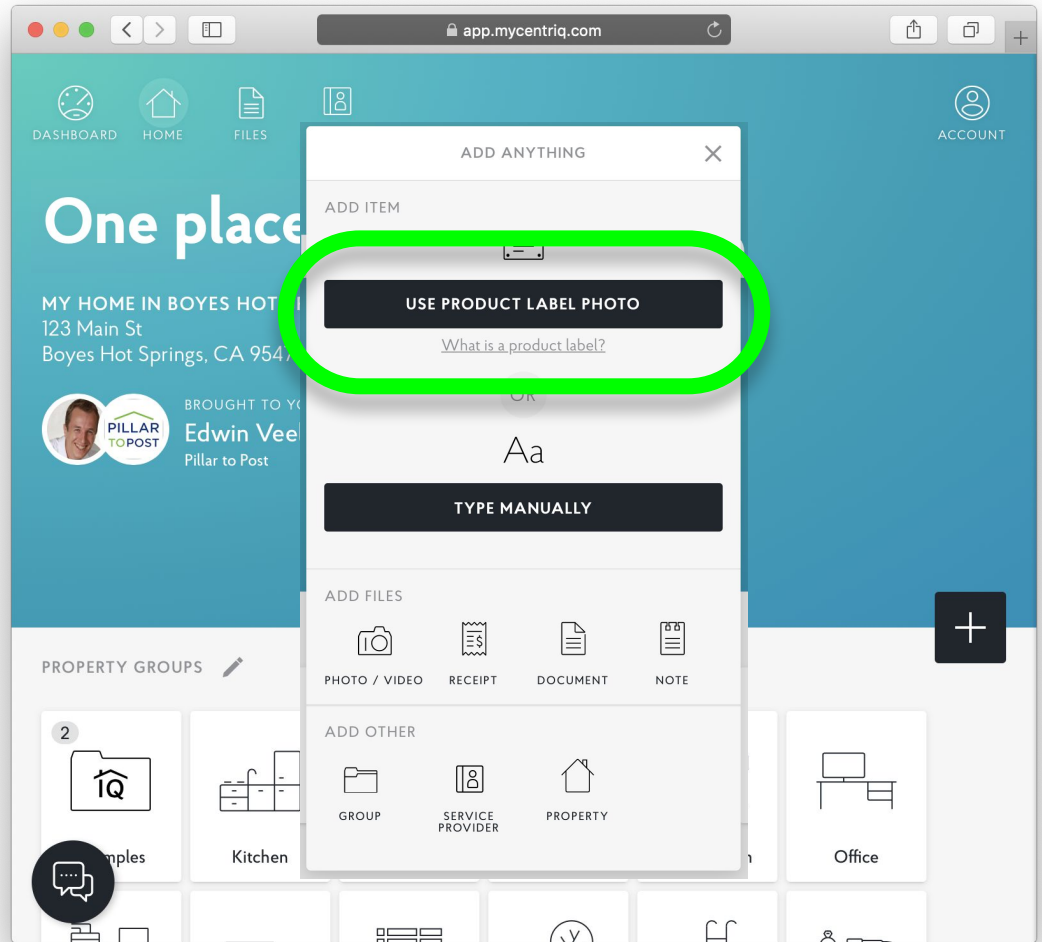 app.mycentriq.com
DASHBOARD
HOME
FILES
ACCOUNT
One place
MY HOME IN BOYES HOT
123 Main St
Boyes Hot Springs, CA 9547
PILLAR
TO POST
BROUGHT TO
Edwin Vee
Pillar to Post
ADD ANYTHING
ADD ITEM
USE PRODUCT LABEL PHOTO
What is a product label?
OR
Aa
TYPE MANUALLY
ADD FILES
PHOTO / VIDEO
RECEIPT
DOCUMENT
NOTE
ADD OTHER
GROUP
SERVICE
PROVIDER
PROPERTY
PROPERTY GROUPS
2
IQ
mples
Kitchen
Office